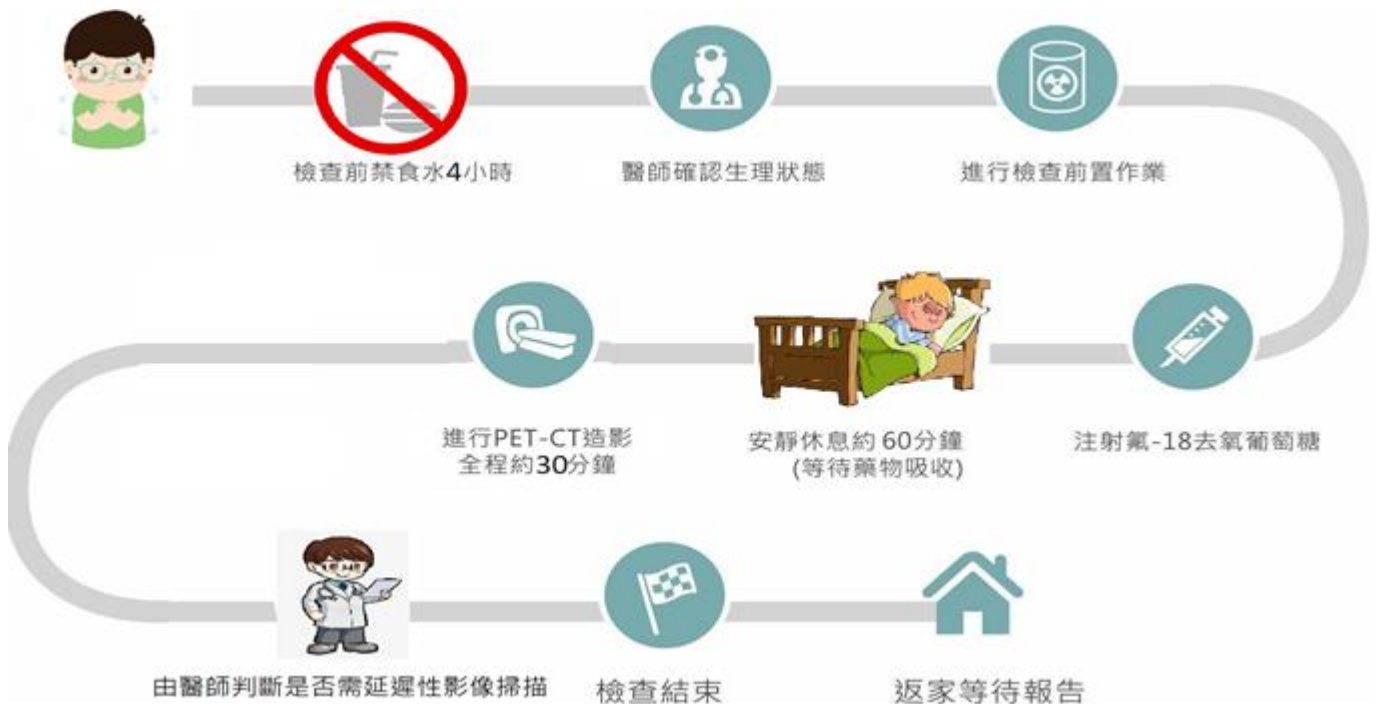 檢查前禁食水4小時
醫師確認生理狀態
進行檢查前置作業
注射氟-18去氧葡萄糖
安靜休息約 60分鐘
(等待藥物吸收)
進行PET-CT造影
全程約30分鐘
由醫師判斷是否需延遲性影像掃描
檢查結束
返家等待報告